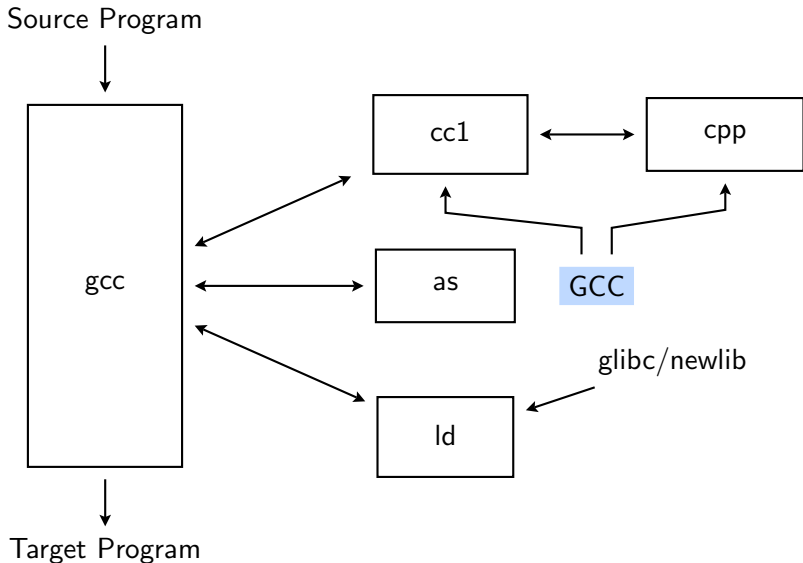 Source Program
gcc
cc1
cpp
as
GCC
glibc/newlib
ld
Target Program